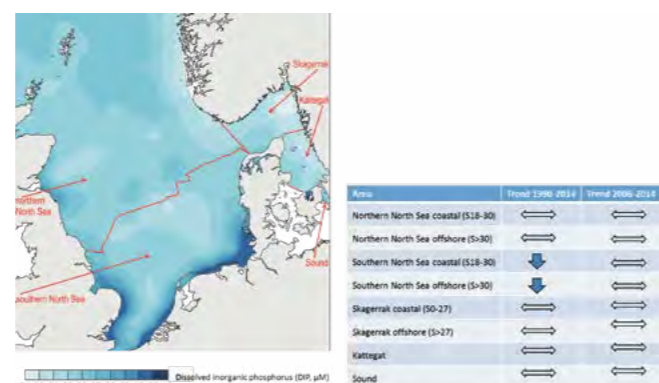 Skagerrak
Kattegat
northern
North Sea
Sound
southern North Sea
Dissolved inorganic phosphorus (DIP, µM)
Area Trend 1990-2014 Trend 2006-2014
Northern North Sea coastal (S18-30)
Northern North Sea offshore (S>30)
Southern North Sea coastal (S18-30)
Southern North Sea offshore (S>30)
Skagerrak coastal (S0-27)
Skagerrak offshore (S>27)
Kattegat
Sound